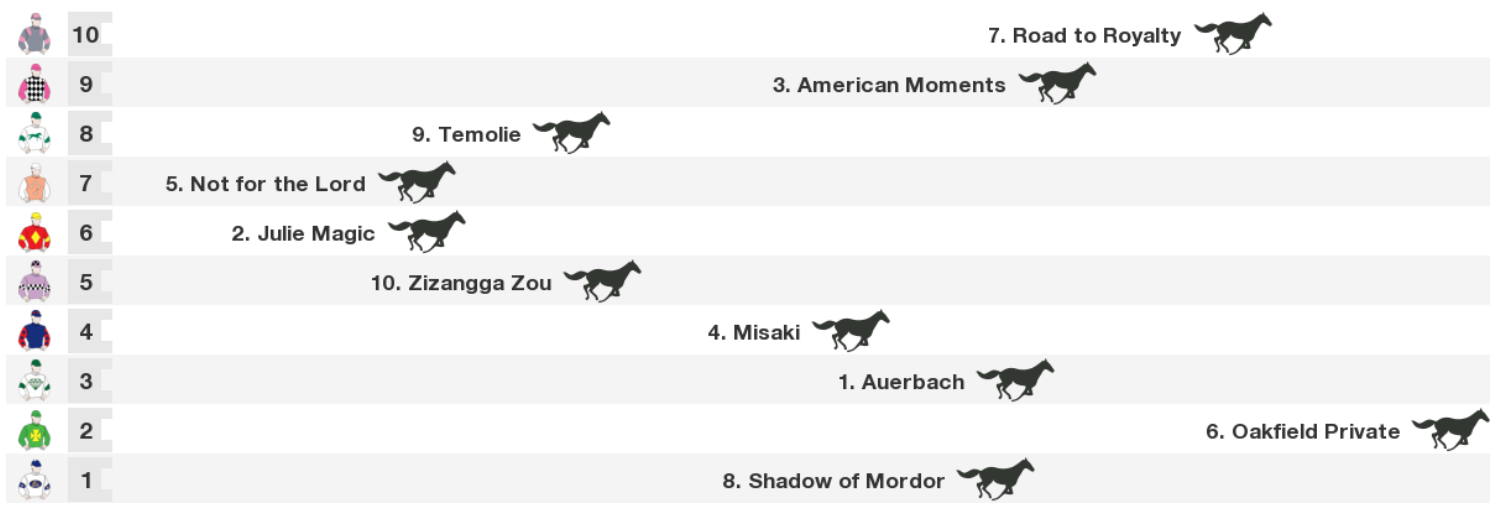 10 7. Road to Royalty
9 3. American Moments
8 9. Temolie
7 5. Not for the Lord
6 2. Julie Magic
5 10. Zizangga Zou
4 4. Misaki
3 1. Auerbach
2 6. Oakfield Private
1 8. Shadow of Mordor